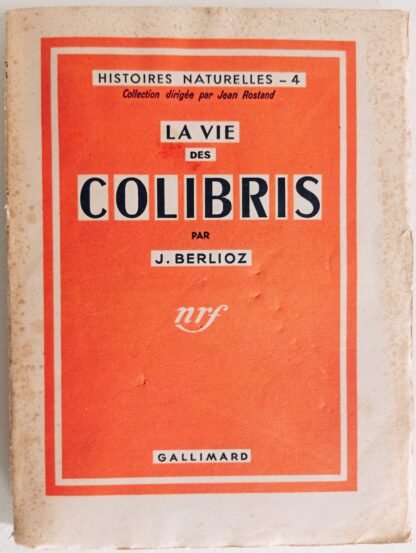 HISTOIRES NATURELLES - 4
Collection dirigée par Jean Rostand
LA VIE
DES
COLIBRIS
PAR
J. BERLIOZ
nrf
GALLIMARD